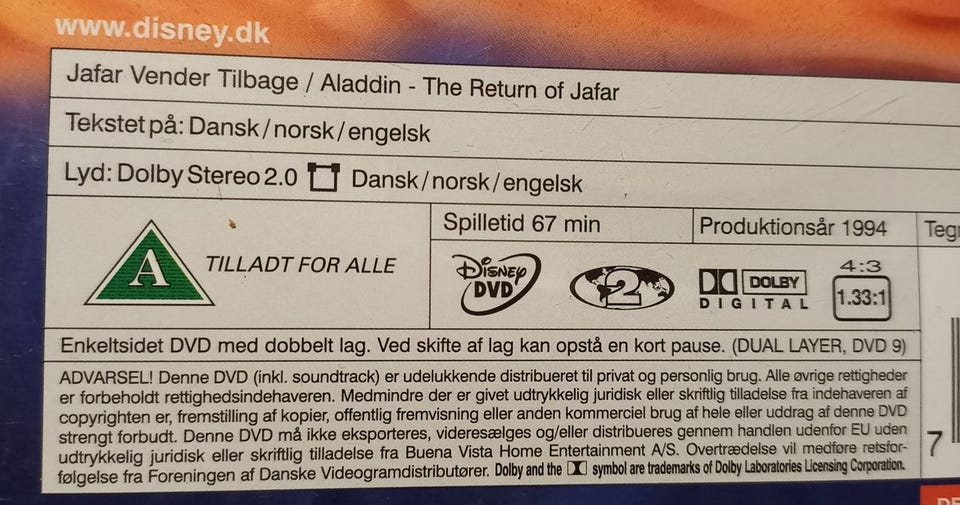 www.disney.dk
Jafar Vender Tilbage / Aladdin - The Return of Jafar
Tekstet på: Dansk/norsk/engelsk
Lyd: Dolby Stereo 2.0 Dansk/norsk/engelsk
A TILLADT FOR ALLE
Spilletid 67 min
Produktionsår 1994
Tegn
DISNEY
DVD
2
DOLBY
DIGITAL
4:3
1.33:1
Enkeltsidet DVD med dobbelt lag. Ved skifte af lag kan opstå en kort pause. (DUAL LAYER, DVD 9)
ADVARSEL! Denne DVD (inkl. soundtrack) er udelukkende distribueret til privat og personlig brug. Alle øvrige rettigheder
er forbeholdt rettighedsindehaveren. Medmindre der er givet udtrykkelig juridisk eller skriftlig tilladelse fra indehaveren af
copyrighten er, fremstilling af kopier, offentlig fremvisning eller anden kommerciel brug af hele eller uddrag af denne DVD
strengt forbudt. Denne DVD må ikke eksporteres, videresælges og/eller distribueres gennem handlen udenfor EU uden
udtrykkelig juridisk eller skriftlig tilladelse fra Buena Vista Home Entertainment A/S. Overtrædelse vil medføre retsfor-
følgelse fra Foreningen af Danske Videogramdistributører. Dolby and the symbol are trademarks of Dolby Laboratories Licensing Corporation.
7